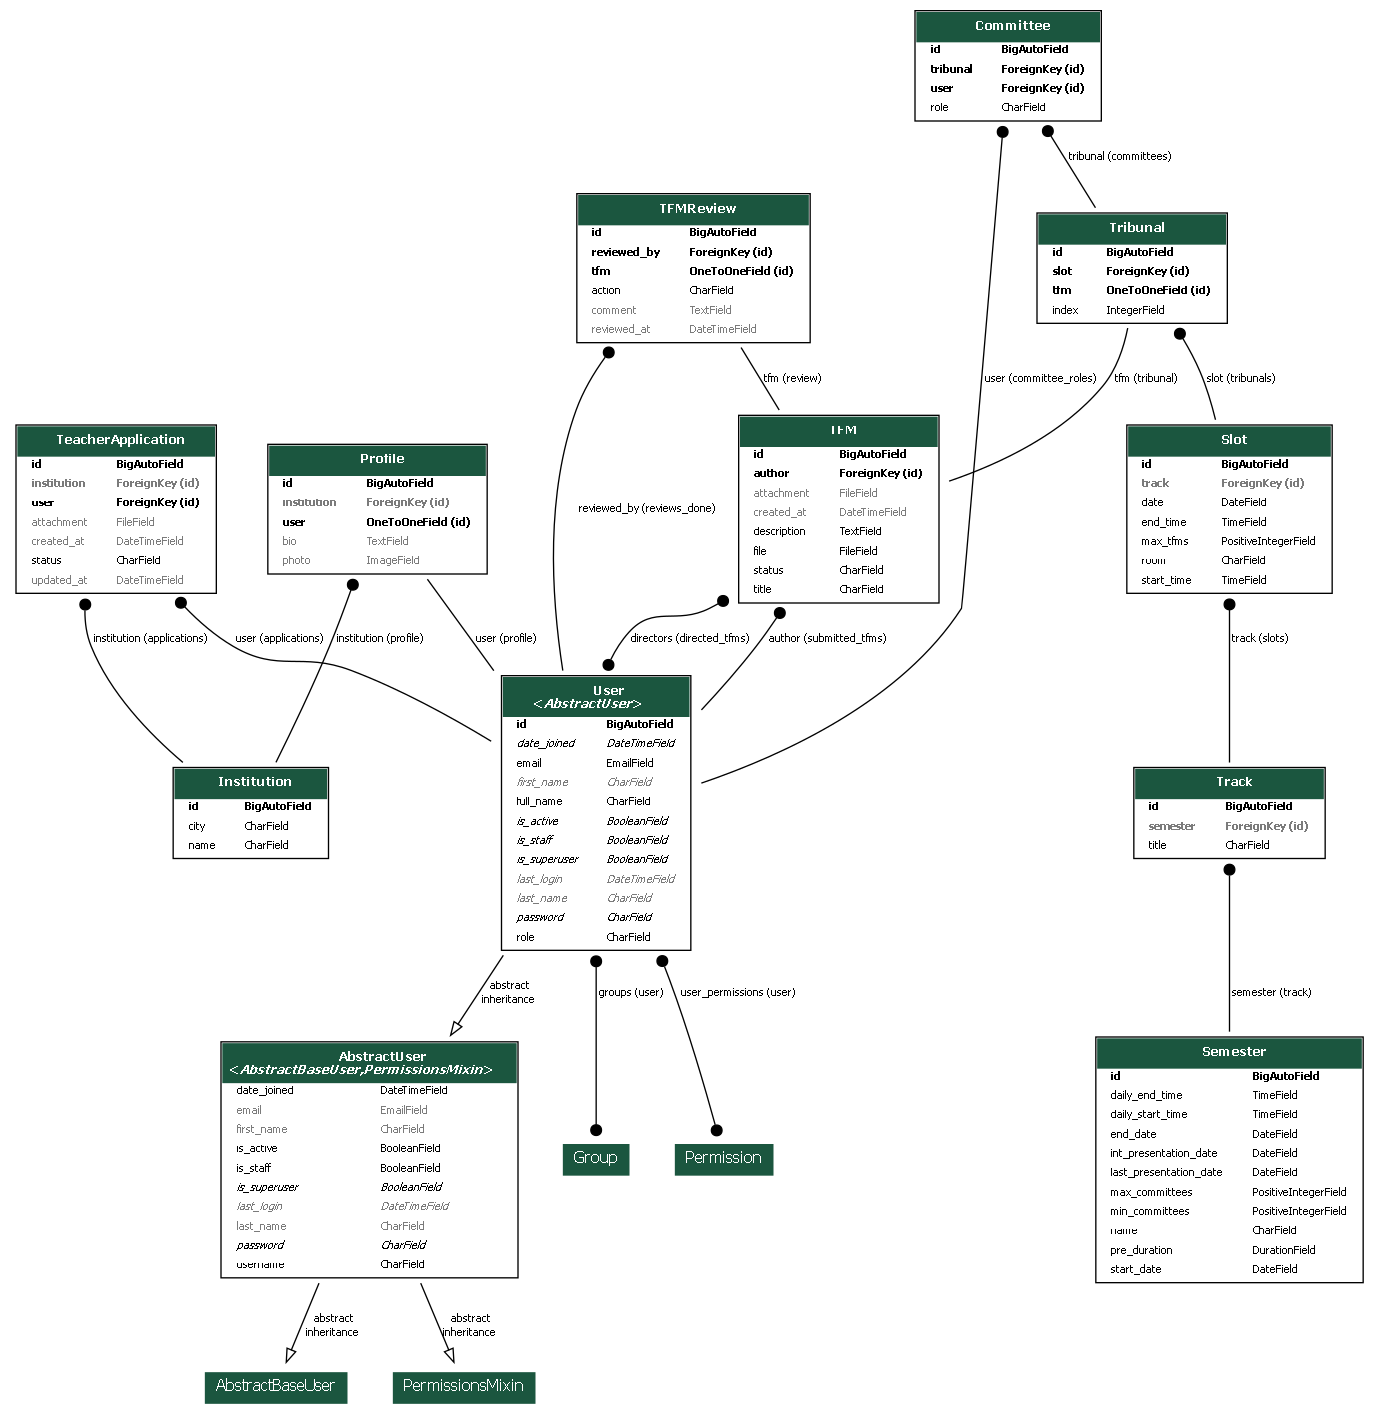 Committee
id BigAutoField
tribunal ForeignKey (id)
user ForeignKey (id)
role CharField
tribunal (committees)
TFMReview
id BigAutoField
reviewed_by ForeignKey (id)
tfm OneToOneField (id)
action CharField
comment TextField
reviewed_at DateTimeField
Tribunal
id BigAutoField
slot ForeignKey (id)
tfm OneToOneField (id)
index IntegerField
tfm (review)
user (committee_roles)
tfm (tribunal)
slot (tribunals)
TeacherApplication
id BigAutoField
institution ForeignKey (id)
user ForeignKey (id)
attachment FileField
created_at DateTimeField
status CharField
updated_at DateTimeField
Profile
id BigAutoField
institution ForeignKey (id)
user OneToOneField (id)
bio TextField
photo ImageField
reviewed_by (reviews_done)
TFM
id BigAutoField
author ForeignKey (id)
attachment FileField
created_at DateTimeField
description TextField
file FileField
status CharField
title CharField
Slot
id BigAutoField
track ForeignKey (id)
date DateField
end_time TimeField
max_tfms PositiveIntegerField
room CharField
start_time TimeField
institution (applications)
user (applications)
institution (profile)
user (profile)
directors (directed_tfms)
author (submitted_tfms)
track (slots)
User
<AbstractUser>
id BigAutoField
date_joined DateTimeField
email EmailField
first_name CharField
full_name CharField
is_active BooleanField
is_staff BooleanField
is_superuser BooleanField
last_login DateTimeField
last_name CharField
password CharField
role CharField
Institution
id BigAutoField
city CharField
name CharField
Track
id BigAutoField
semester ForeignKey (id)
title CharField
abstract
inheritance
groups (user)
user_permissions (user)
semester (track)
AbstractUser
<AbstractBaseUser,PermissionsMixin>
date_joined DateTimeField
email EmailField
first_name CharField
is_active BooleanField
is_staff BooleanField
is_superuser BooleanField
last_login DateTimeField
last_name CharField
password CharField
username CharField
Group
Permission
Semester
id BigAutoField
daily_end_time TimeField
daily_start_time TimeField
end_date DateField
int_presentation_date DateField
last_presentation_date DateField
max_committees PositiveIntegerField
min_committees PositiveIntegerField
name CharField
pre_duration DurationField
start_date DateField
abstract
inheritance
abstract
inheritance
AbstractBaseUser
PermissionsMixin